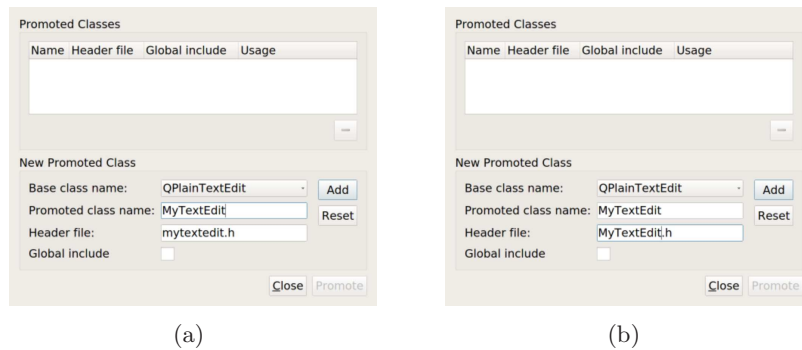 Promoted Classes
Name Header file Global include Usage
New Promoted Class
Base class name: QPlainTextEdit Add
Promoted class name: MyTextEdit Reset
Header file: mytextedit.h
Global include
Close Promote
(a)
Promoted Classes
Name Header file Global include Usage
New Promoted Class
Base class name: QPlainTextEdit Add
Promoted class name: MyTextEdit Reset
Header file: MyTextEdit.h
Global include
Close Promote
(b)